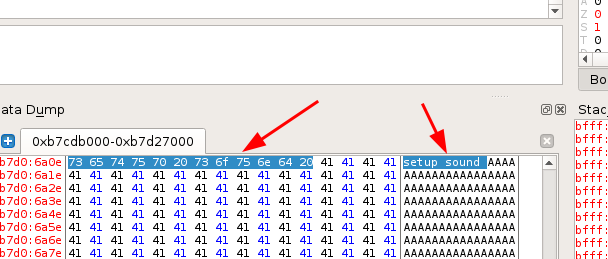 A 0
Z 0
S 1
T 0
D 0
Bo
ata Dump
Stac
0xb7cdb000-0xb7d27000
bfff:
bfff:
bfff:
b7d0:6a0e 73 65 74 75 70 20 73 6f 75 6e 64 20 41 41 41 41 setup sound AAAA bfff:
b7d0:6a1e 41 41 41 41 41 41 41 41 41 41 41 41 41 41 41 41 AAAAAAAAAAAAAAAA bfff:
b7d0:6a2e 41 41 41 41 41 41 41 41 41 41 41 41 41 41 41 41 AAAAAAAAAAAAAAAA bfff:
b7d0:6a3e 41 41 41 41 41 41 41 41 41 41 41 41 41 41 41 41 AAAAAAAAAAAAAAAA bfff:
b7d0:6a4e 41 41 41 41 41 41 41 41 41 41 41 41 41 41 41 41 AAAAAAAAAAAAAAAA bfff:
b7d0:6a5e 41 41 41 41 41 41 41 41 41 41 41 41 41 41 41 41 AAAAAAAAAAAAAAAA bfff:
b7d0:6a6e 41 41 41 41 41 41 41 41 41 41 41 41 41 41 41 41 AAAAAAAAAAAAAAAA bfff:
b7d0:6a7e 41 41 41 41 41 41 41 41 41 41 41 41 41 41 41 41 AAAAAAAAAAAAAAAA bfff: